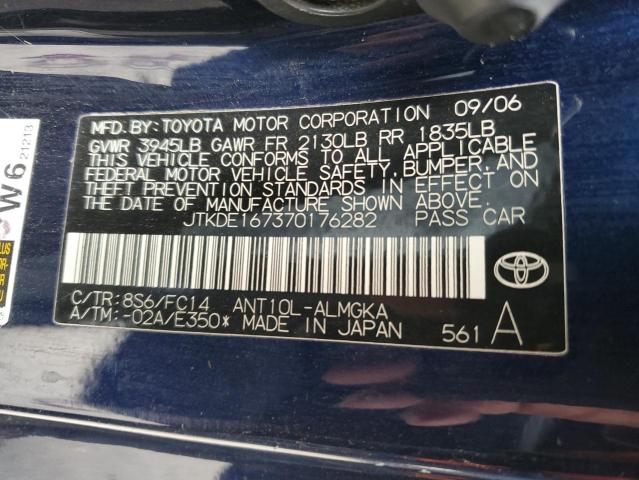 MFD. BY: TOYOTA MOTOR CORPORATION 09/06
GVWR 3945LB GAWR FR 2130LB RR 1835LB
THIS VEHICLE CONFORMS TO ALL APPLICABLE
FEDERAL MOTOR VEHICLE SAFETY, BUMPER, AND
THEFT PREVENTION STANDARDS IN EFFECT ON
THE DATE OF MANUFACTURE SHOWN ABOVE.
JTKDE167370176282 PASS CAR
C/TR: 8S6/FC14 ANT10L-ALMGKA
A/TM: -02A/E350* MADE IN JAPAN 561 A
W6
21213